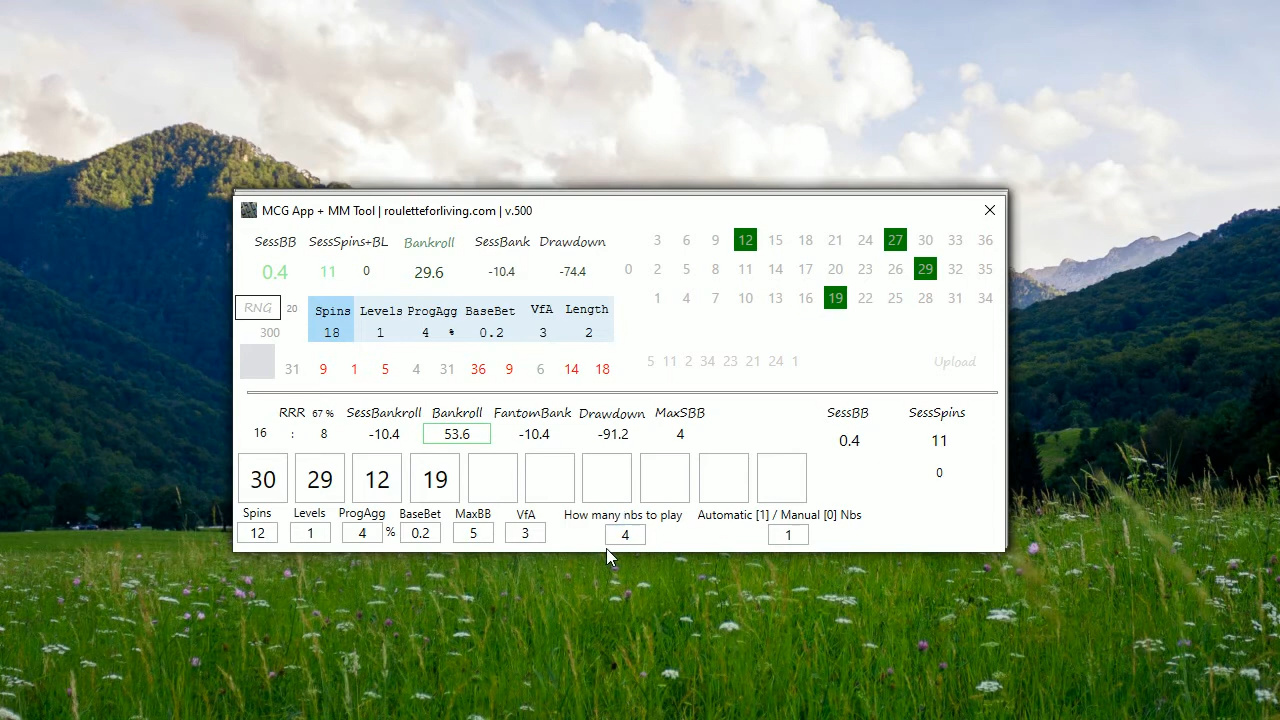 MCG App + MM Tool | rouletteforliving.com | v.500
SessBB SessSpins+BL Bankroll SessBank Drawdown
0.4 11 0 29.6 -10.4 -74.4
3 6 9 12 15 18 21 24 27 30 33 36
0 2 5 8 11 14 17 20 23 26 29 32 35
1 4 7 10 13 16 19 22 25 28 31 34
RNG 20
300
Spins Levels ProgAgg BaseBet VfA Length
18 1 4 % 0.2 3 2
31 9 1 5 4 31 36 9 6 14 18
5 11 2 34 23 21 24 1 Upload
RRR 67 % SessBankroll Bankroll FantomBank Drawdown MaxSBB SessBB SessSpins
16 : 8 -10.4 53.6 -10.4 -91.2 4 0.4 11
0
30 29 12 19
Spins Levels ProgAgg BaseBet MaxBB VfA How many nbs to play Automatic [1] / Manual [0] Nbs
12 1 4 % 0.2 5 3 4 1